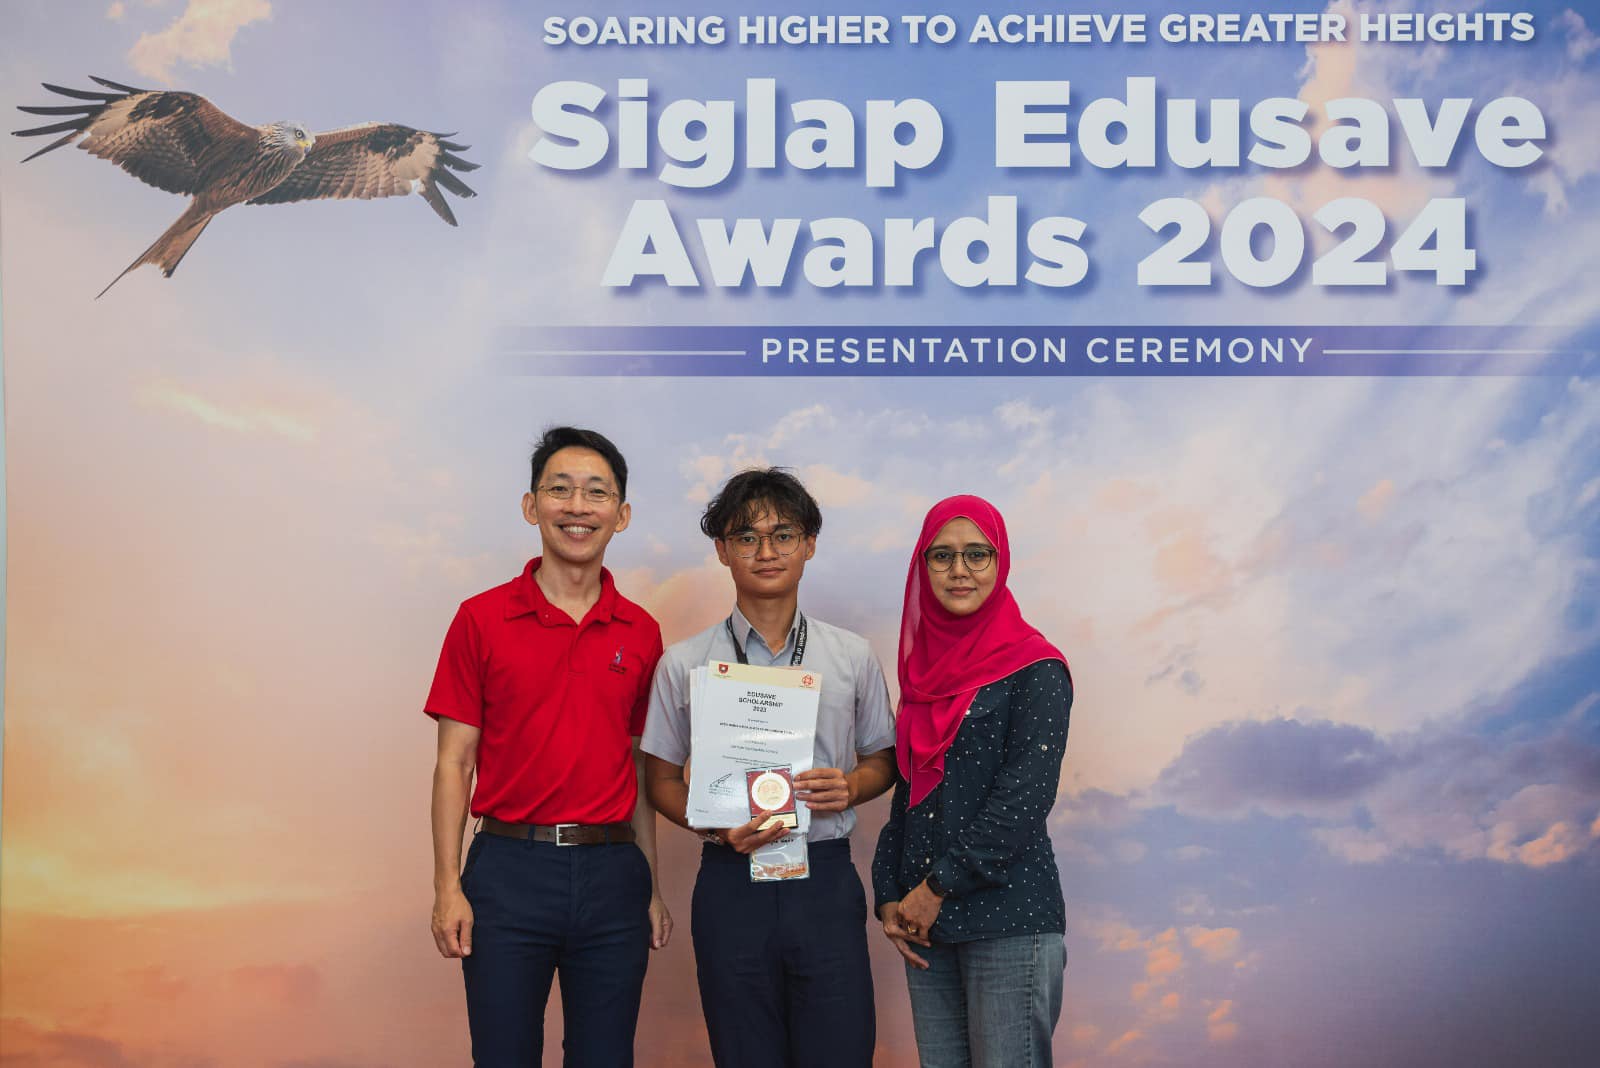 SOARING HIGHER TO ACHIEVE GREATER HEIGHTS
Siglap Edusave
Awards 2024
PRESENTATION CEREMONY
EDUSAVE
SCHOLARSHIP
2023